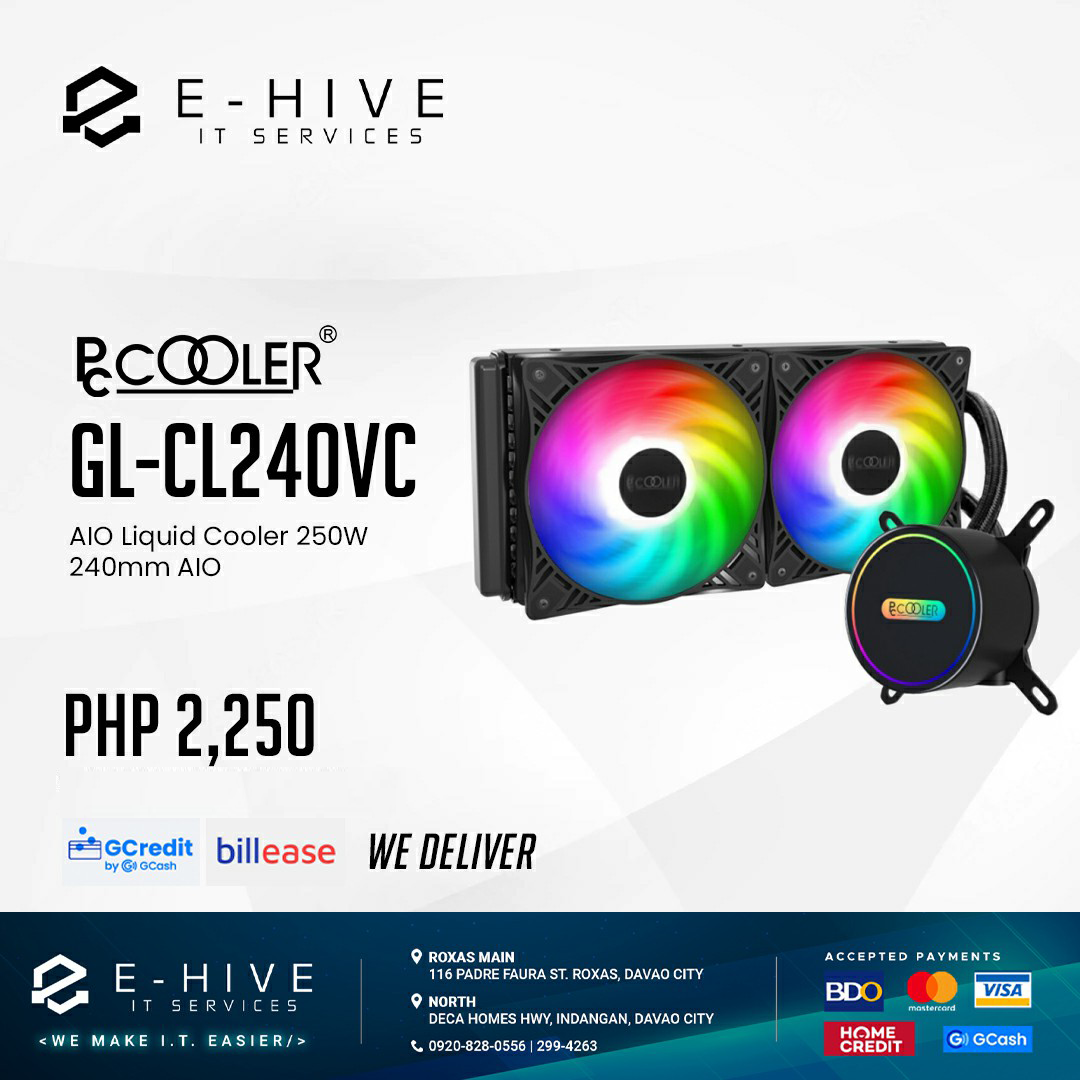 E-HIVE
IT SERVICES
PCCOOLER®
GL-CL240VC
AIO Liquid Cooler 250W
240mm AIO
PCCOOLER
PHP 2,250
GCredit
by GCash
billease
WE DELIVER
E-HIVE
IT SERVICES
<WE MAKE I.T. EASIER/>
ROXAS MAIN
116 PADRE FAURA ST. ROXAS, DAVAO CITY
NORTH
DECA HOMES HWY, INDANGAN, DAVAO CITY
0920-828-0556 | 299-4263
ACCEPTED PAYMENTS
BDO
mastercard
VISA
HOME
CREDIT
GCash